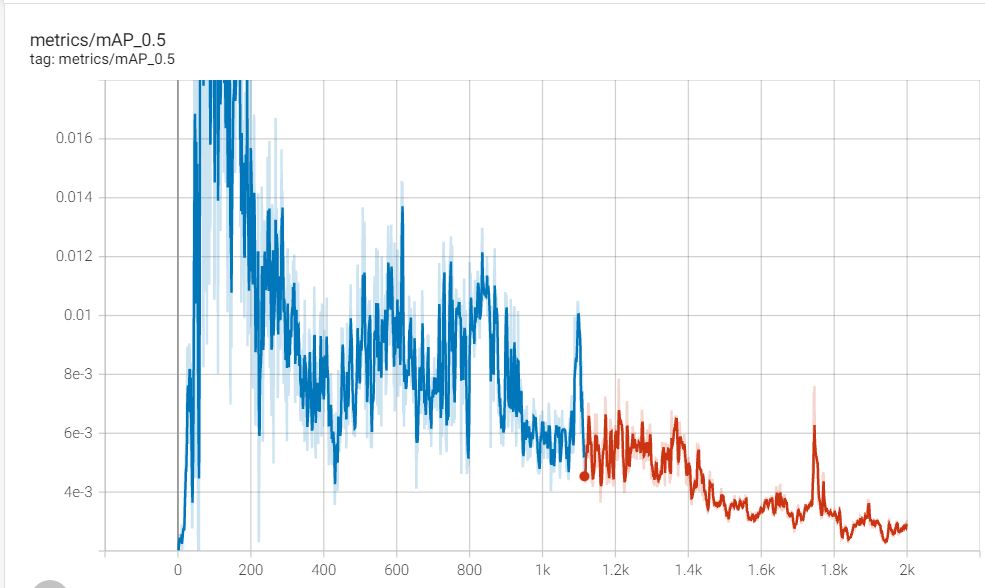 metrics/mAP_0.5
tag: metrics/mAP_0.5
0.016
0.014
0.012
0.01
8e-3
6e-3
4e-3
0 200 400 600 800 1k 1.2k 1.4k 1.6k 1.8k 2k